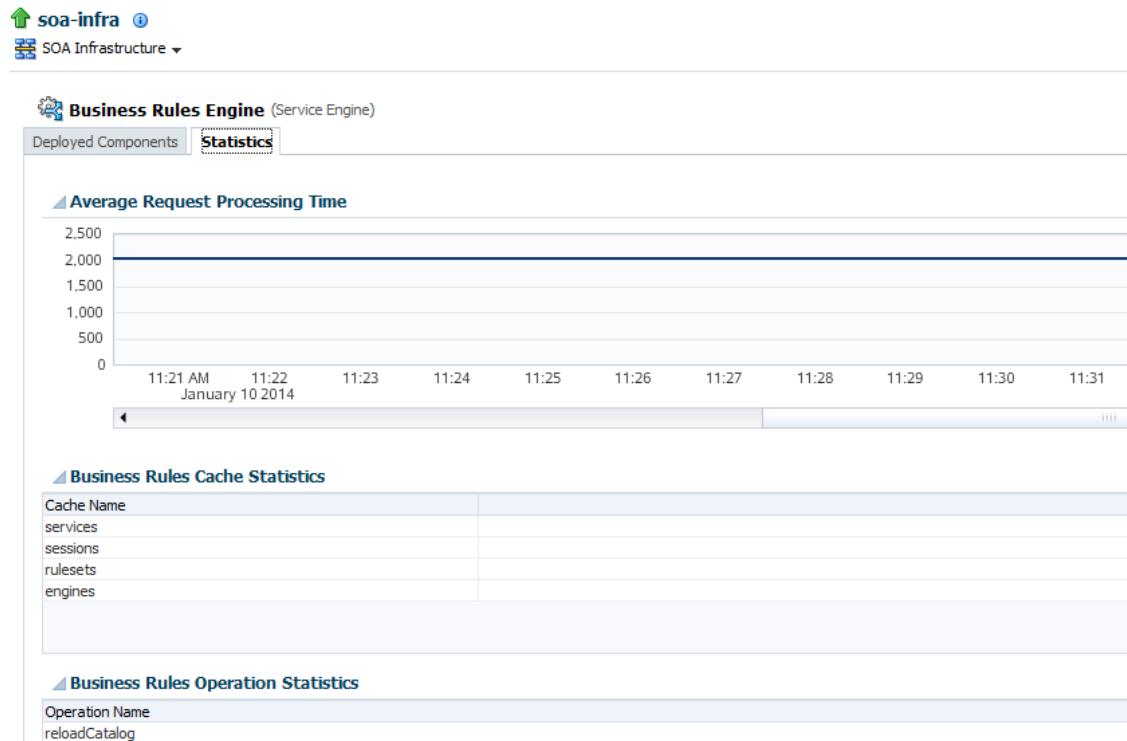 soa-infra
SOA Infrastructure
Business Rules Engine (Service Engine)
Deployed Components Statistics
Average Request Processing Time
2,500
2,000
1,500
1,000
500
0
11:21 AM 11:22 11:23 11:24 11:25 11:26 11:27 11:28 11:29 11:30 11:31
January 10 2014
Business Rules Cache Statistics
Cache Name
services
sessions
rulesets
engines
Business Rules Operation Statistics
Operation Name
reloadCatalog